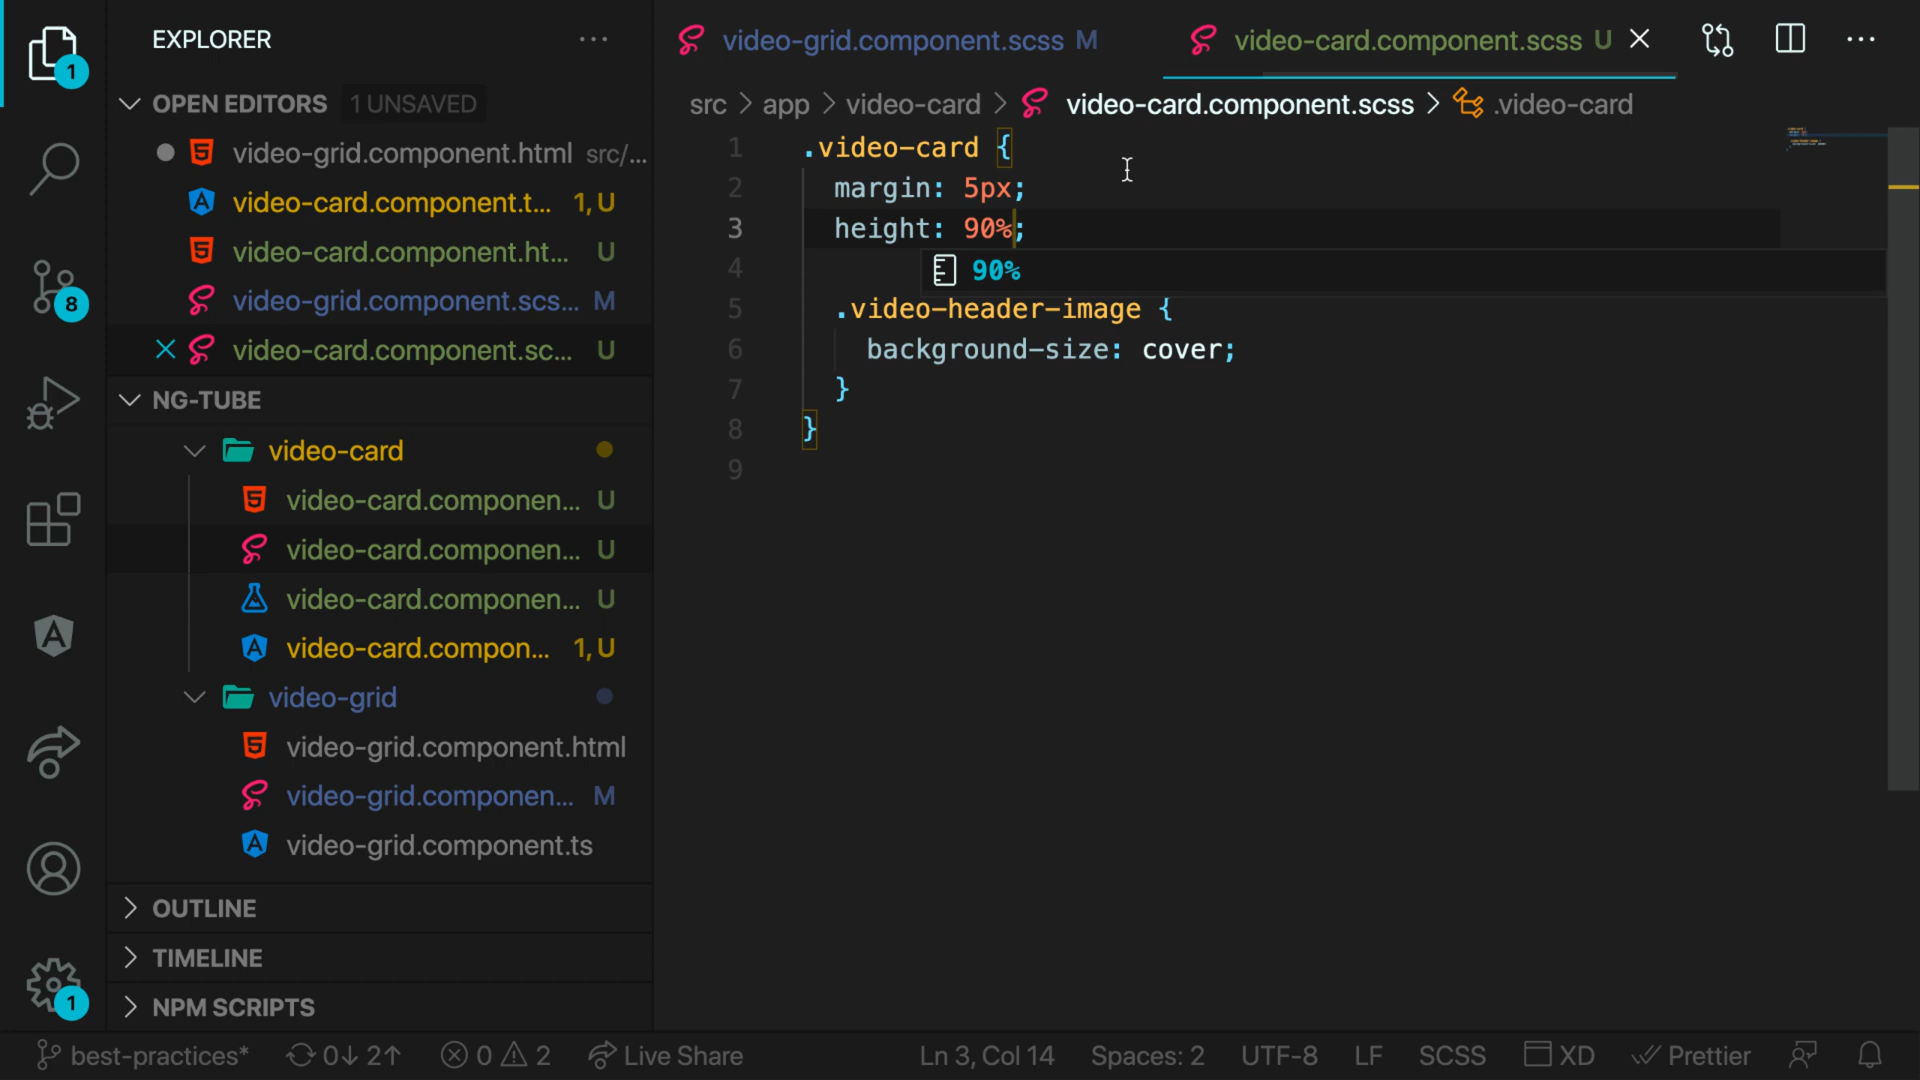 EXPLORER
1
OPEN EDITORS 1 UNSAVED
video-grid.component.html src/...
video-card.component.t... 1, U
video-card.component.ht... U
video-grid.component.scs... M
video-card.component.sc... U
8
NG-TUBE
video-card
video-card.componen... U
video-card.componen... U
video-card.componen... U
video-card.compon... 1, U
video-grid
video-grid.component.html
video-grid.componen... M
video-grid.component.ts
OUTLINE
TIMELINE
NPM SCRIPTS
1
video-grid.component.scss M
video-card.component.scss U
src > app > video-card > video-card.component.scss > .video-card
1 .video-card {
2 margin: 5px;
3 height: 90%;
4
90%
5 .video-header-image {
6 background-size: cover;
7 }
8 }
9
best-practices* 0↓ 2↑ 0 2 Live Share Ln 3, Col 14 Spaces: 2 UTF-8 LF SCSS XD Prettier